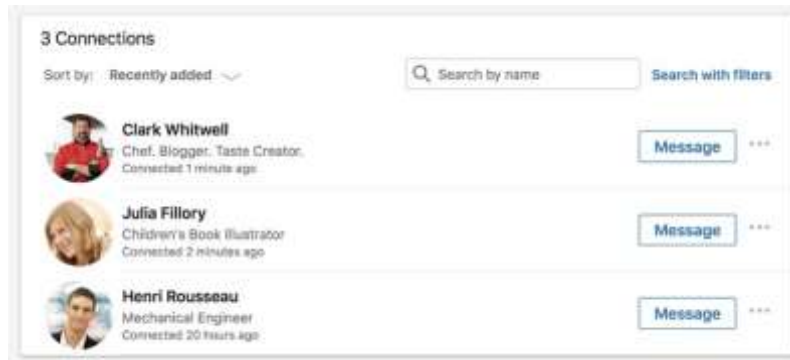 3 Connections
Sort by: Recently added
Search by name
Search with filters
Clark Whitwell
Chef. Blogger. Taste Creator.
Connected 1 minute ago
Message
Julia Fillory
Children's Book Illustrator
Connected 2 minutes ago
Message
Henri Rousseau
Mechanical Engineer
Connected 20 hours ago
Message